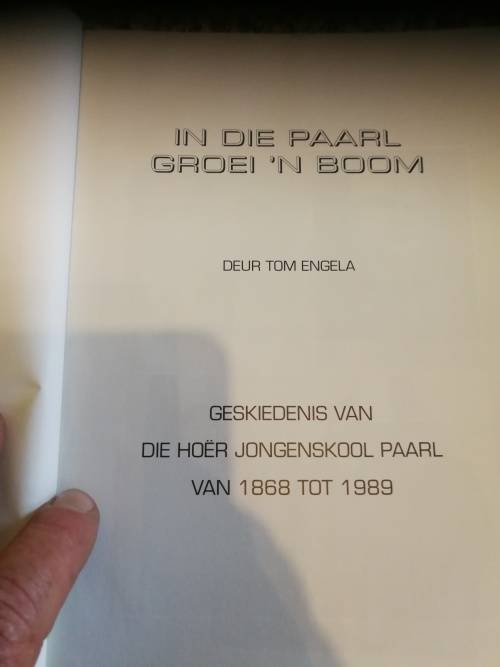 IN DIE PAARL
GROEI 'N BOOM
DEUR TOM ENGELA
GESKIEDENIS VAN
DIE HOËR JONGENSKOOL PAARL
VAN 1868 TOT 1989